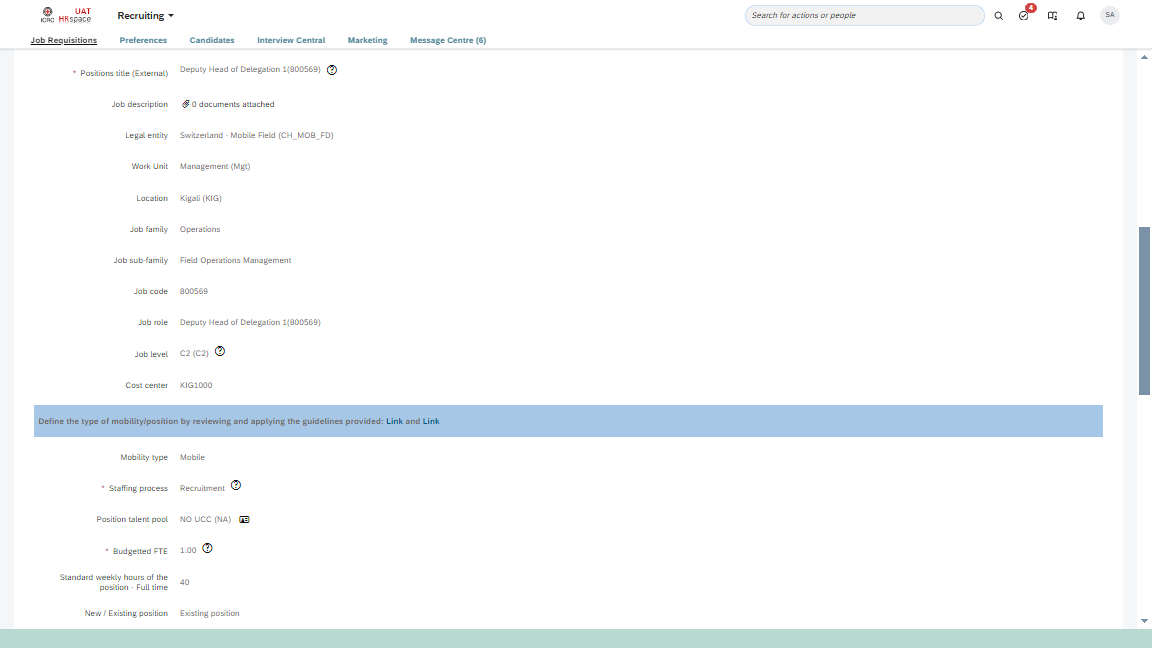 ICRC UAT HRspace Recruiting Search for actions or people 4 SA
Job Requisitions Preferences Candidates Interview Central Marketing Message Centre (6)
* Positions title (External) Deputy Head of Delegation 1(800569)
Job description 0 documents attached
Legal entity Switzerland - Mobile Field (CH_MOB_FD)
Work Unit Management (Mgt)
Location Kigali (KIG)
Job family Operations
Job sub-family Field Operations Management
Job code 800569
Job role Deputy Head of Delegation 1(800569)
Job level C2 (C2)
Cost center KIG1000
Define the type of mobility/position by reviewing and applying the guidelines provided: Link and Link
Mobility type Mobile
* Staffing process Recruitment
Position talent pool NO UCC (NA)
* Budgetted FTE 1.00
Standard weekly hours of the
position - Full time 40
New / Existing position Existing position